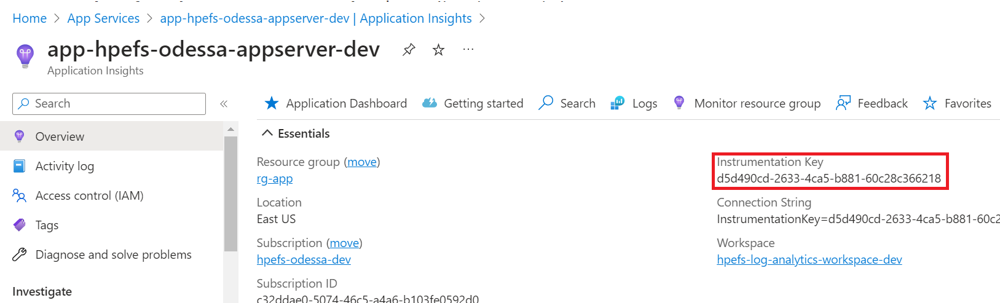 Home > App Services > app-hpefs-odessa-appserver-dev | Application Insights >
app-hpefs-odessa-appserver-dev
Application Insights
Search
Application Dashboard Getting started Search Logs Monitor resource group Feedback Favorites
Overview
Activity log
Access control (IAM)
Tags
Diagnose and solve problems
Investigate
Essentials
Resource group (move)
rg-app
Location
East US
Subscription (move)
hpefs-odessa-dev
Subscription ID
c32ddae0-5074-46c5-a4a6-b103fe0592d0
Instrumentation Key
d5d490cd-2633-4ca5-b881-60c28c366218
Connection String
InstrumentationKey=d5d490cd-2633-4ca5-b881-60c2
Workspace
hpefs-log-analytics-workspace-dev